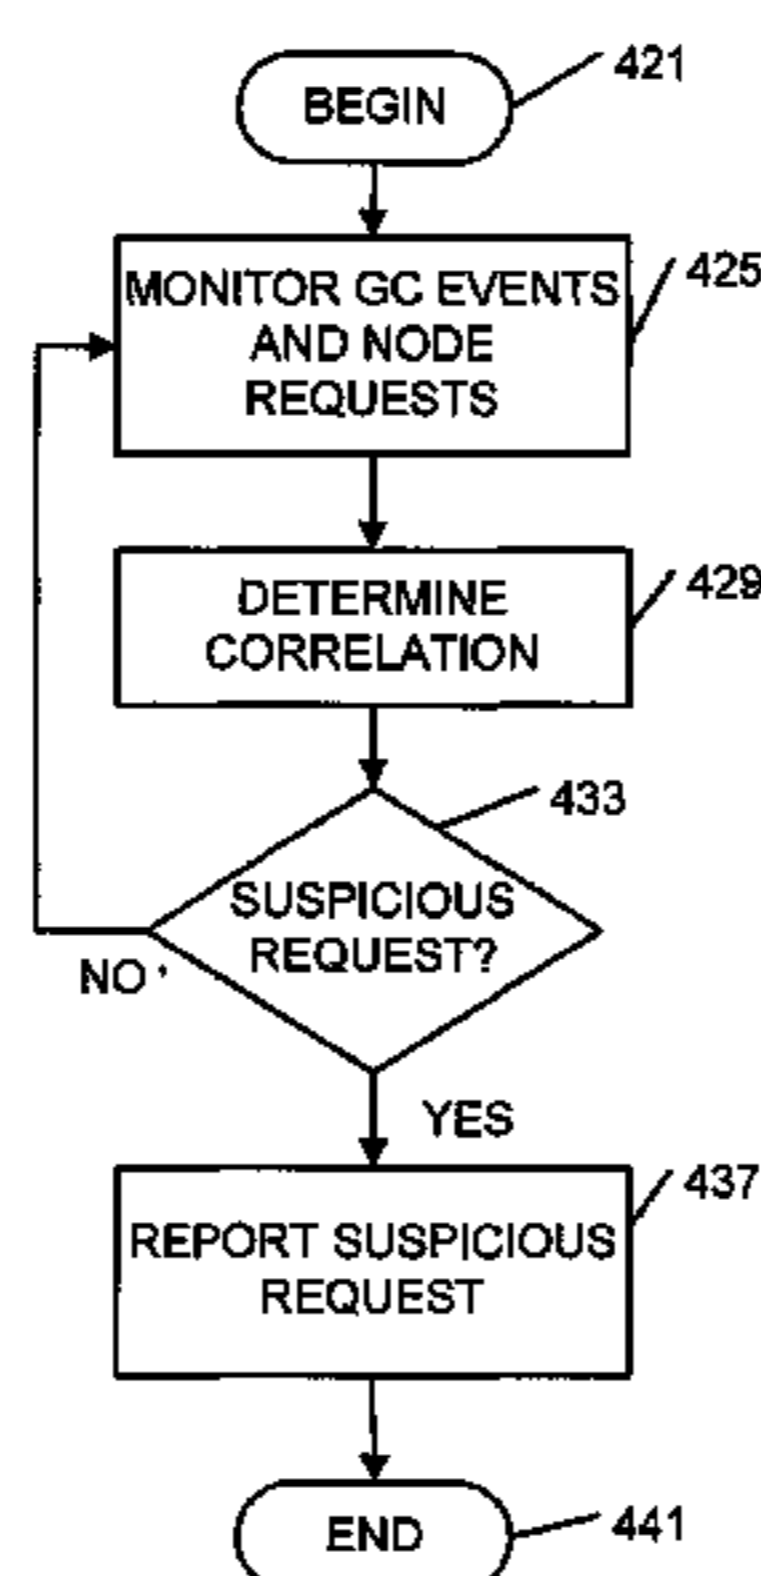 BEGIN
421
MONITOR GC EVENTS
AND NODE
REQUESTS
425
DETERMINE
CORRELATION
429
433
SUSPICIOUS
REQUEST?
NO
YES
REPORT SUSPICIOUS
REQUEST
437
END
441